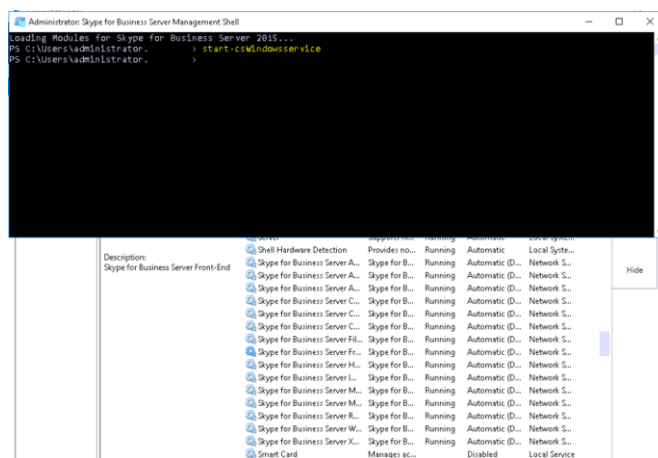 Administrator: Skype for Business Server Management Shell
Loading Modules for Skype for Business Server 2015...
PS C:\Users\administrator. > start-csWindowsservice
PS C:\Users\administrator. >
Shell Hardware Detection Provides no... Running Automatic Local Syste...
Description:
Skype for Business Server Front-End
Skype for Business Server A... Skype for B... Running Automatic (D... Network S...
Skype for Business Server A... Skype for B... Running Automatic (D... Network S...
Skype for Business Server A... Skype for B... Running Automatic (D... Network S...
Skype for Business Server C... Skype for B... Running Automatic (D... Network S...
Skype for Business Server C... Skype for B... Running Automatic (D... Network S...
Skype for Business Server C... Skype for B... Running Automatic (D... Network S...
Skype for Business Server Fil... Skype for B... Running Automatic (D... Network S...
Skype for Business Server Fr... Skype for B... Running Automatic (D... Network S...
Skype for Business Server H... Skype for B... Running Automatic (D... Network S...
Skype for Business Server I... Skype for B... Running Automatic (D... Network S...
Skype for Business Server M... Skype for B... Running Automatic (D... Network S...
Skype for Business Server M... Skype for B... Running Automatic (D... Network S...
Skype for Business Server R... Skype for B... Running Automatic (D... Network S...
Skype for Business Server W... Skype for B... Running Automatic (D... Network S...
Skype for Business Server X... Skype for B... Running Automatic (D... Network S...
Smart Card Manages ac... Disabled Local Service
Hide